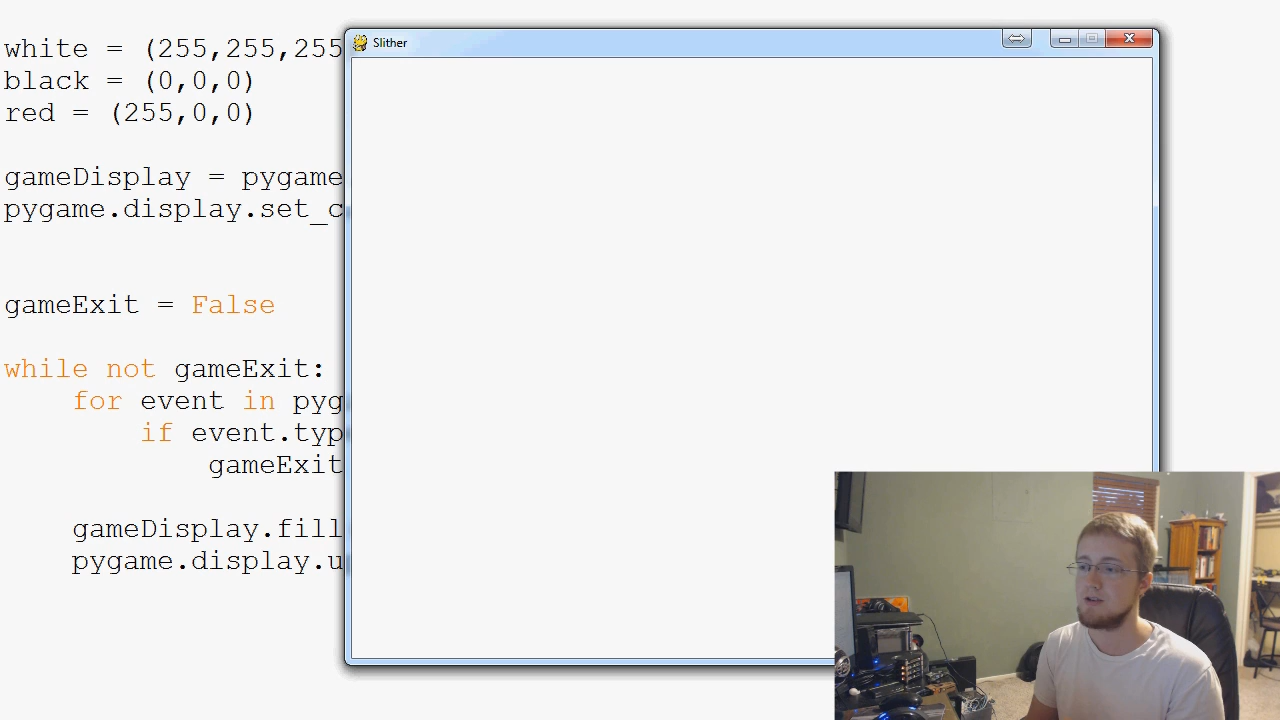 Slither
white = (255,255,255
black = (0,0,0)
red = (255,0,0)
gameDisplay = pygame
pygame.display.set_c
gameExit = False
while not gameExit:
for event in pyg
if event.typ
gameExit
gameDisplay.fill
pygame.display.u